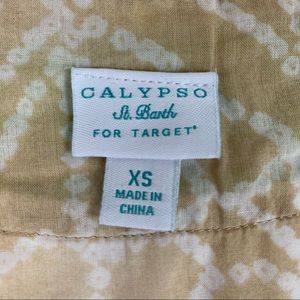 CALYPSO
St. Barth
FOR TARGET®
XS
MADE IN
CHINA